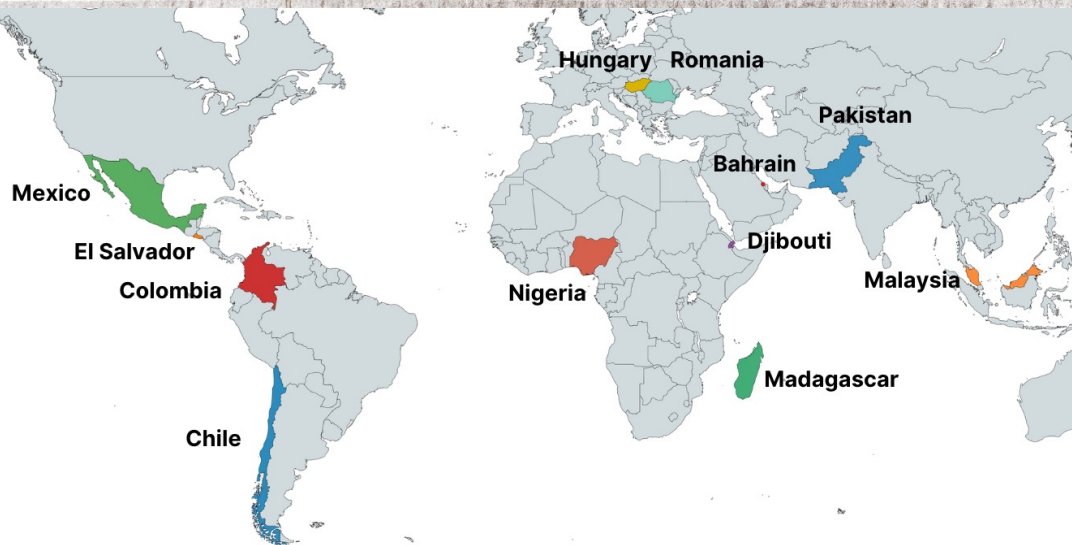 Hungary Romania
Pakistan
Bahrain
Mexico
Djibouti
El Salvador
Malaysia
Colombia
Nigeria
Madagascar
Chile